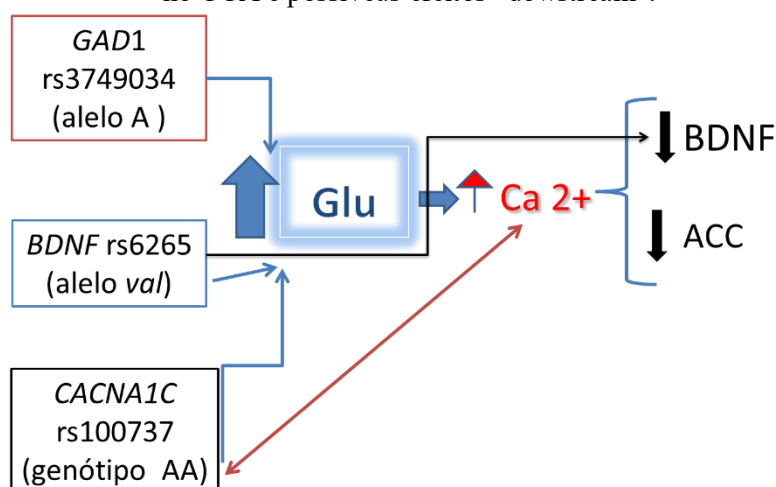 GAD1
rs3749034
(alelo A )
Glu
Ca 2+
BDNF
ACC
BDNF rs6265
(alelo val)
CACNA1C
rs100737
(genótipo AA)